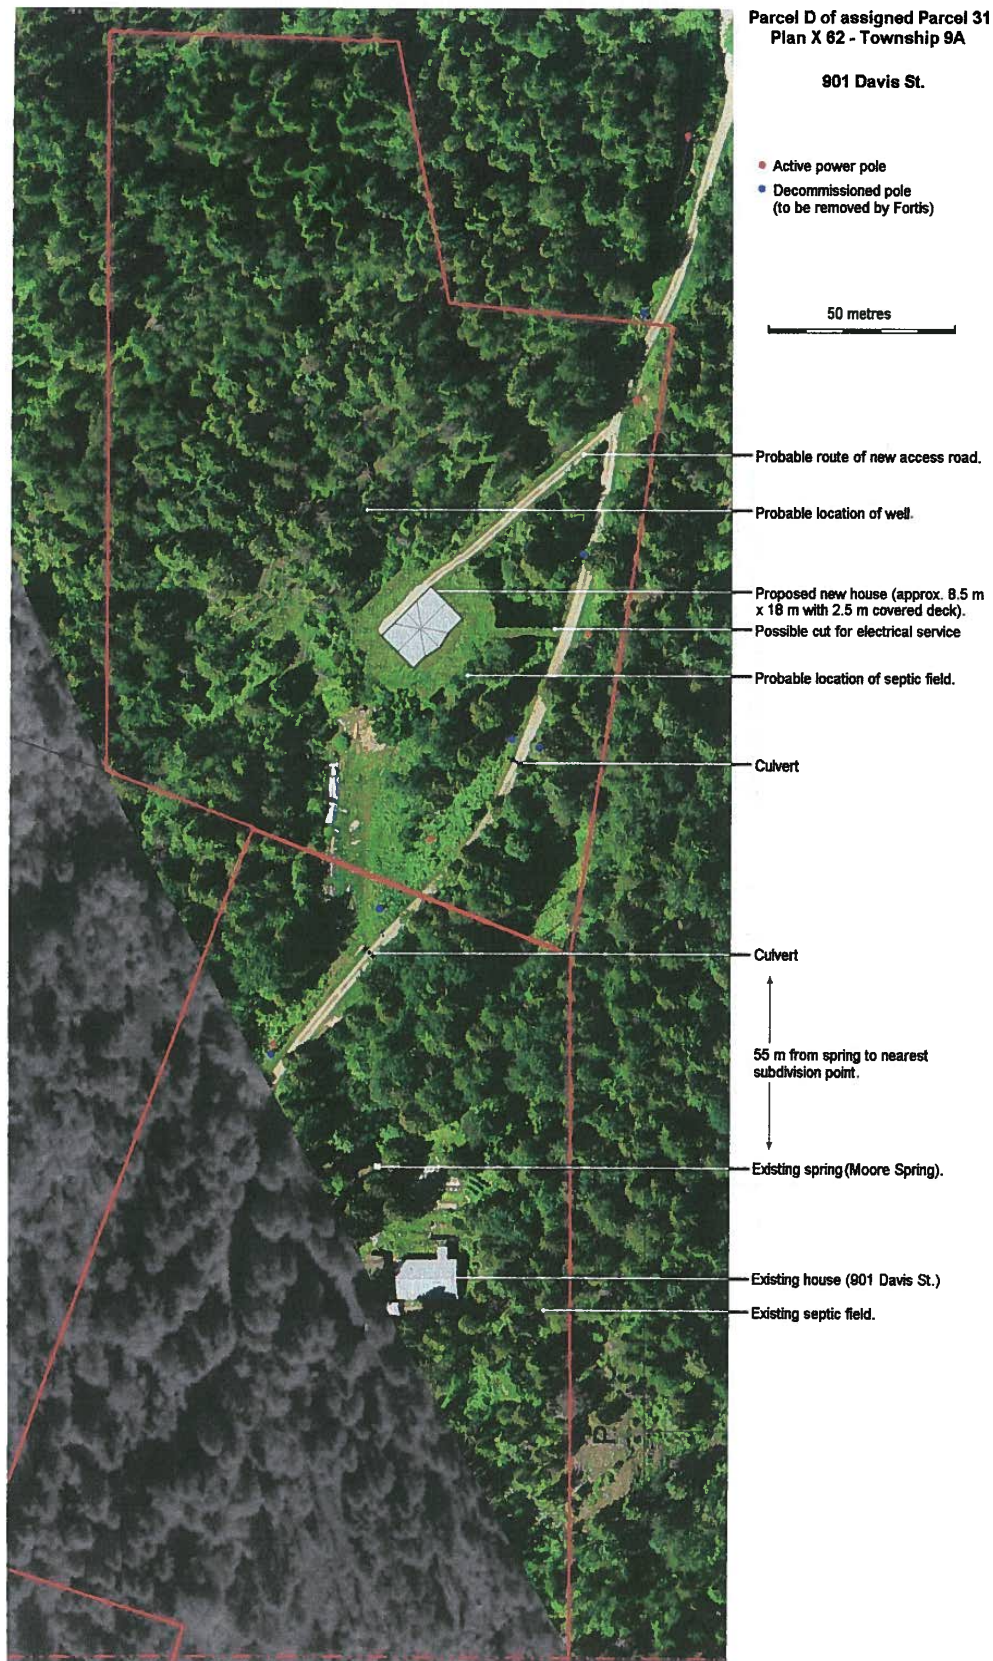 Parcel D of assigned Parcel 31
Plan X 62 - Township 9A
901 Davis St.
Active power pole
Decommissioned pole
(to be removed by Fortis)
50 metres
Probable route of new access road.
Probable location of well.
Proposed new house (approx. 8.5 m
x 18 m with 2.5 m covered deck).
Possible cut for electrical service
Probable location of septic field.
Culvert
Culvert
55 m from spring to nearest
subdivision point.
Existing spring (Moore Spring).
Existing house (901 Davis St.)
Existing septic field.